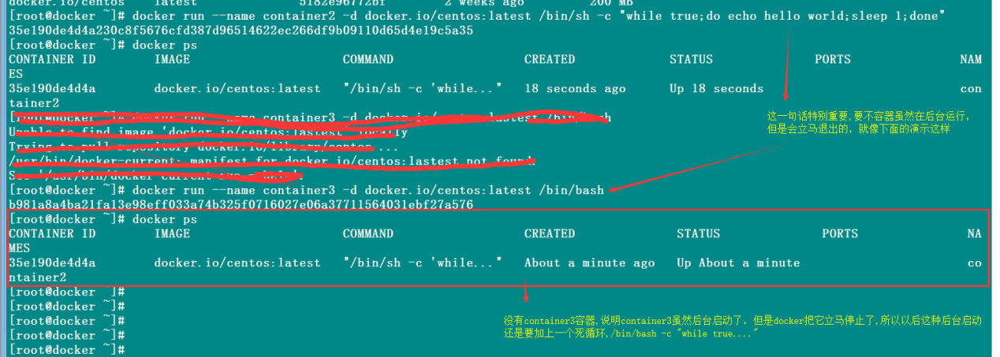 docker.io/centos latest 5182e96772bf 2 weeks ago 200 MB
[root@docker ~]# docker run --name container2 -d docker.io/centos:latest /bin/sh -c "while true;do echo hello world;sleep 1;done"
35e190de4d4a230c8f5676cfd387d96514622ec266df9b09110d65d4e19c5a35
[root@docker ~]# docker ps
CONTAINER ID IMAGE COMMAND CREATED STATUS PORTS NAM
ES
35e190de4d4a docker.io/centos:latest "/bin/sh -c 'while..." 18 seconds ago Up 18 seconds con
tainer2
[root@docker ~]# docker run --name container3 -d docker.io/centos:lastest /bin/bash
Unable to find image 'docker.io/centos:lastest' locally
Trying to pull repository docker.io/library/centos ...
/usr/bin/docker-current: manifest for docker.io/centos:lastest not found.
See '/usr/bin/docker-current run --help'.
这一句话特别重要,要不容器虽然在后台运行,
但是会立马退出的，就像下面的演示这样
[root@docker ~]# docker run --name container3 -d docker.io/centos:latest /bin/bash
b981a8a4ba21fa13e98eff033a74b325f0716027e06a37711564031ebf27a576
[root@docker ~]# docker ps
CONTAINER ID IMAGE COMMAND CREATED STATUS PORTS NA
MES
35e190de4d4a docker.io/centos:latest "/bin/sh -c 'while..." About a minute ago Up About a minute co
ntainer2
[root@docker ~]#
[root@docker ~]#
[root@docker ~]#
[root@docker ~]#
[root@docker ~]#
没有container3容器,说明container3虽然后台启动了，但是docker把它立马停止了,所以以后这种后台启动
还是要加上一个死循环,/bin/bash -c "while true...."